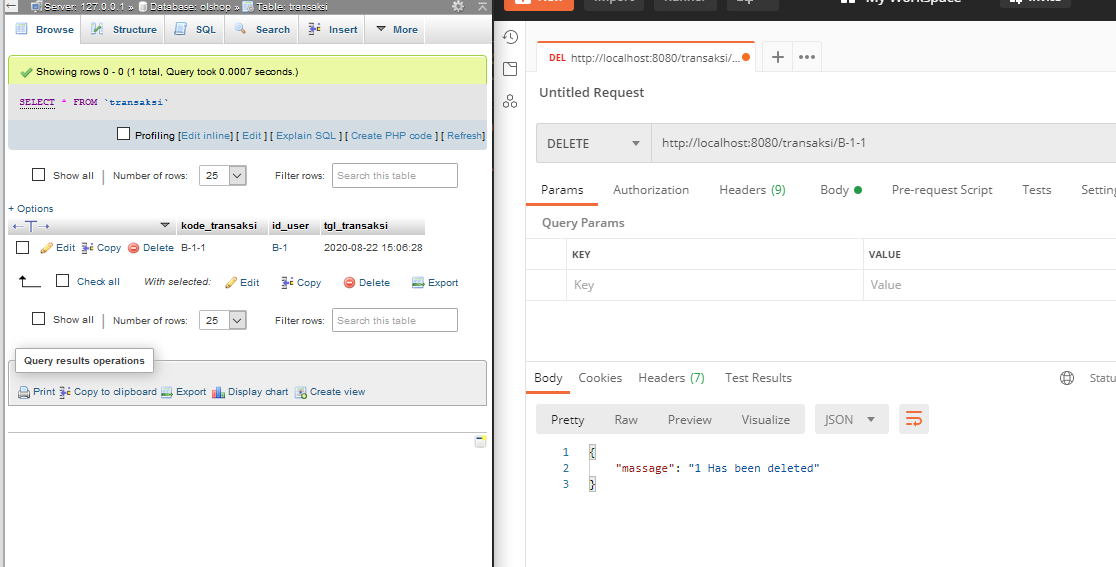 Server: 127.0.0.1 » Database: olshop » Table: transaksi
Browse Structure SQL Search Insert More
Showing rows 0 - 0 (1 total, Query took 0.0007 seconds.)
SELECT * FROM `transaksi`
Profiling [Edit inline] [ Edit ] [ Explain SQL ] [ Create PHP code ] [ Refresh]
Show all | Number of rows: 25 Filter rows: Search this table
+ Options
←T→ kode_transaksi id_user tgl_transaksi
Edit Copy Delete B-1-1 B-1 2020-08-22 15:06:28
Check all With selected: Edit Copy Delete Export
Show all | Number of rows: 25 Filter rows: Search this table
Query results operations
Print Copy to clipboard Export Display chart Create view
My Workspace
DEL http://localhost:8080/transaksi/...
Untitled Request
DELETE http://localhost:8080/transaksi/B-1-1
Params Authorization Headers (9) Body Pre-request Script Tests Setting
Query Params
KEY VALUE
Key Value
Body Cookies Headers (7) Test Results Statu
Pretty Raw Preview Visualize JSON
1 {
2 "massage": "1 Has been deleted"
3 }